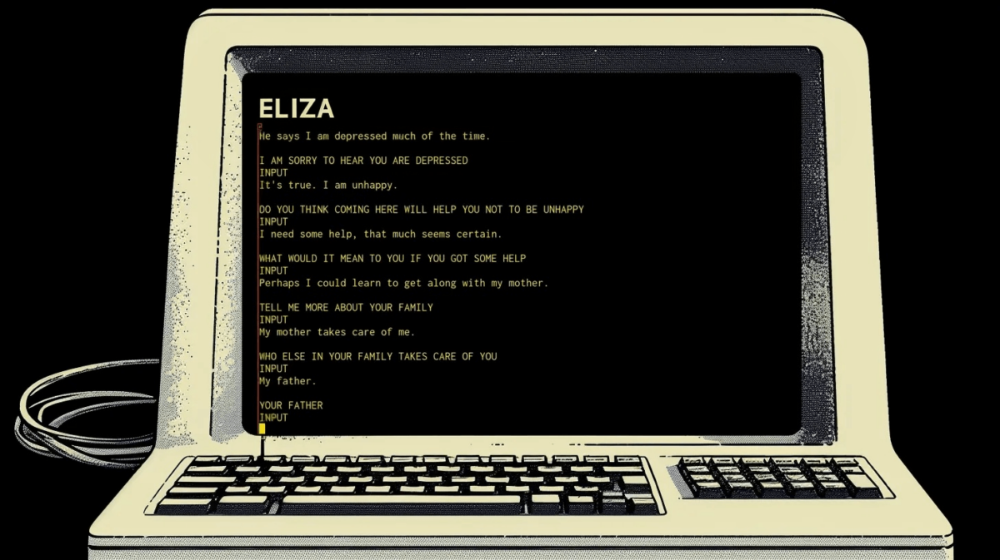 ELIZA
He says I am depressed much of the time.
I AM SORRY TO HEAR YOU ARE DEPRESSED
INPUT
It's true. I am unhappy.
DO YOU THINK COMING HERE WILL HELP YOU NOT TO BE UNHAPPY
INPUT
I need some help, that much seems certain.
WHAT WOULD IT MEAN TO YOU IF YOU GOT SOME HELP
INPUT
Perhaps I could learn to get along with my mother.
TELL ME MORE ABOUT YOUR FAMILY
INPUT
My mother takes care of me.
WHO ELSE IN YOUR FAMILY TAKES CARE OF YOU
INPUT
My father.
YOUR FATHER
INPUT